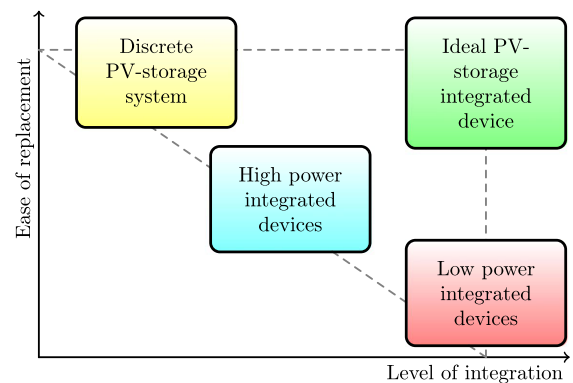 Discrete
PV-storage
system
Ideal PV-
storage
integrated
device
High power
integrated
devices
Low power
integrated
devices
Ease of replacement
Level of integration